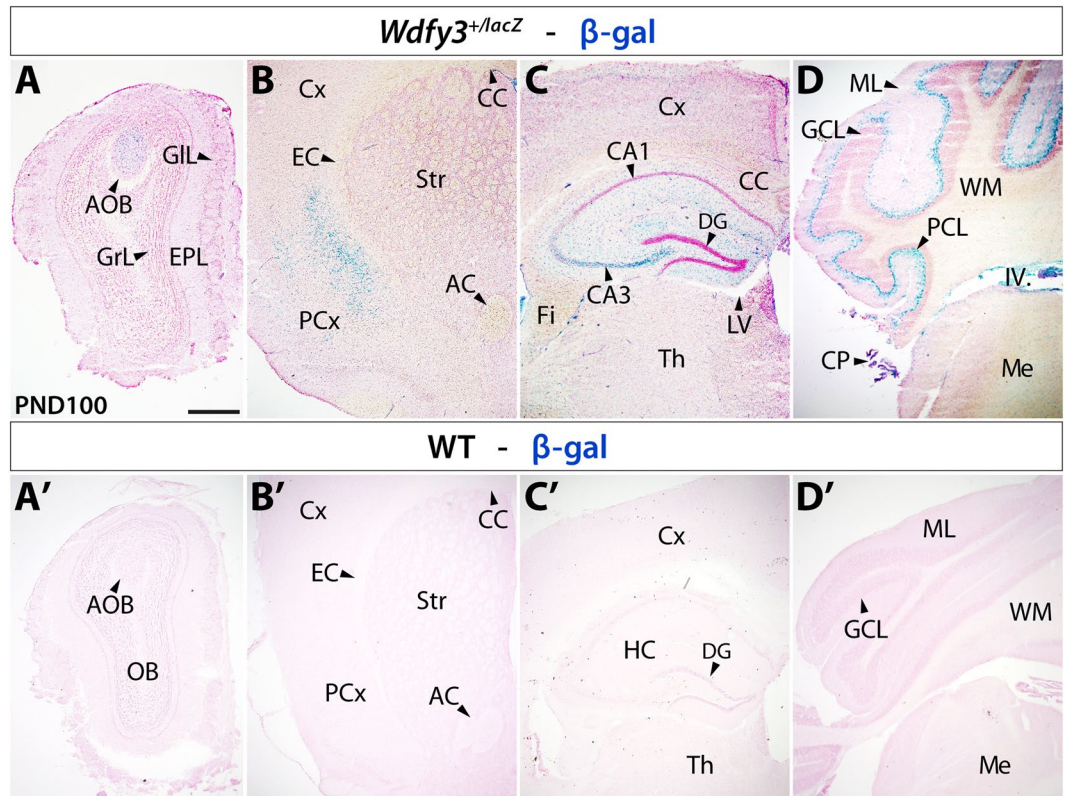 Wdfy3+/lacZ - β-gal
A
AOB
GlL
GrL
EPL
PND100
B
Cx
CC
EC
Str
AC
PCx
C
Cx
CA1
CC
DG
CA3
Fi
LV
Th
D
ML
GCL
WM
PCL
IV.
CP
Me
WT - β-gal
A′
AOB
OB
B′
Cx
CC
EC
Str
PCx
AC
C′
Cx
HC
DG
Th
D′
ML
GCL
WM
Me